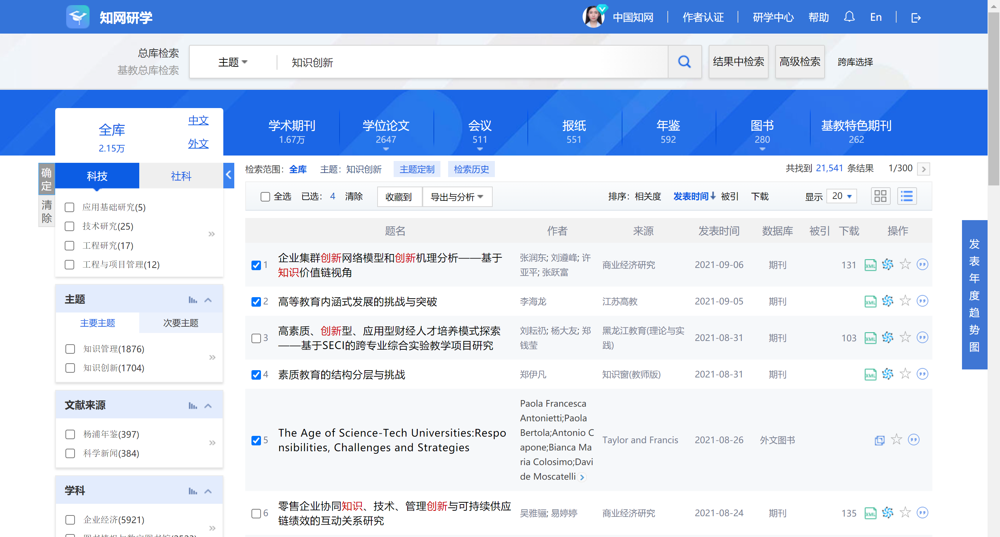 知网研学
中国知网
作者认证
研学中心
帮助
En
总库检索
基教总库检索
主题
知识创新
结果中检索
高级检索
跨库选择
全库
2.15万
中文
外文
学术期刊
1.67万
学位论文
2647
会议
511
报纸
551
年鉴
592
图书
280
基教特色期刊
262
确定
清除
科技
社科
应用基础研究(5)
技术研究(25)
工程研究(17)
工程与项目管理(12)
主题
主要主题
次要主题
知识管理(1876)
知识创新(1704)
文献来源
杨浦年鉴(397)
科学新闻(384)
学科
企业经济(5921)
检索范围：全库 主题：知识创新 主题定制 检索历史
共找到 21,541 条结果 1/300
全选 已选：4 清除 收藏到 导出与分析
排序：相关度 发表时间 被引 下载 显示 20
题名 作者 来源 发表时间 数据库 被引 下载 操作
1 企业集群创新网络模型和创新机理分析——基于
知识价值链视角
张润东; 刘遵峰; 许
亚平; 张跃富
商业经济研究 2021-09-06 期刊 131 XML
2 高等教育内涵式发展的挑战与突破 李海龙 江苏高教 2021-09-05 期刊 XML
3 高素质、创新型、应用型财经人才培养模式探索
——基于SECI的跨专业综合实验教学项目研究
刘耘礽; 杨大友; 郑
钱莹
黑龙江教育(理论与实
践)
2021-08-31 期刊 103 XML
4 素质教育的结构分层与挑战 郑伊凡 知识窗(教师版) 2021-08-31 期刊 XML
5 The Age of Science-Tech Universities:Respo
nsibilities, Challenges and Strategies
Paola Francesca
Antonietti;Paola
Bertola;Antonio C
apone;Bianca Ma
ria Colosimo;Davi
de Moscatelli
Taylor and Francis 2021-08-26 外文图书
6 零售企业协同知识、技术、管理创新与可持续供应
链绩效的互动关系研究
吴雅骊; 易婷婷 商业经济研究 2021-08-24 期刊 135 XML
发表年度趋势图